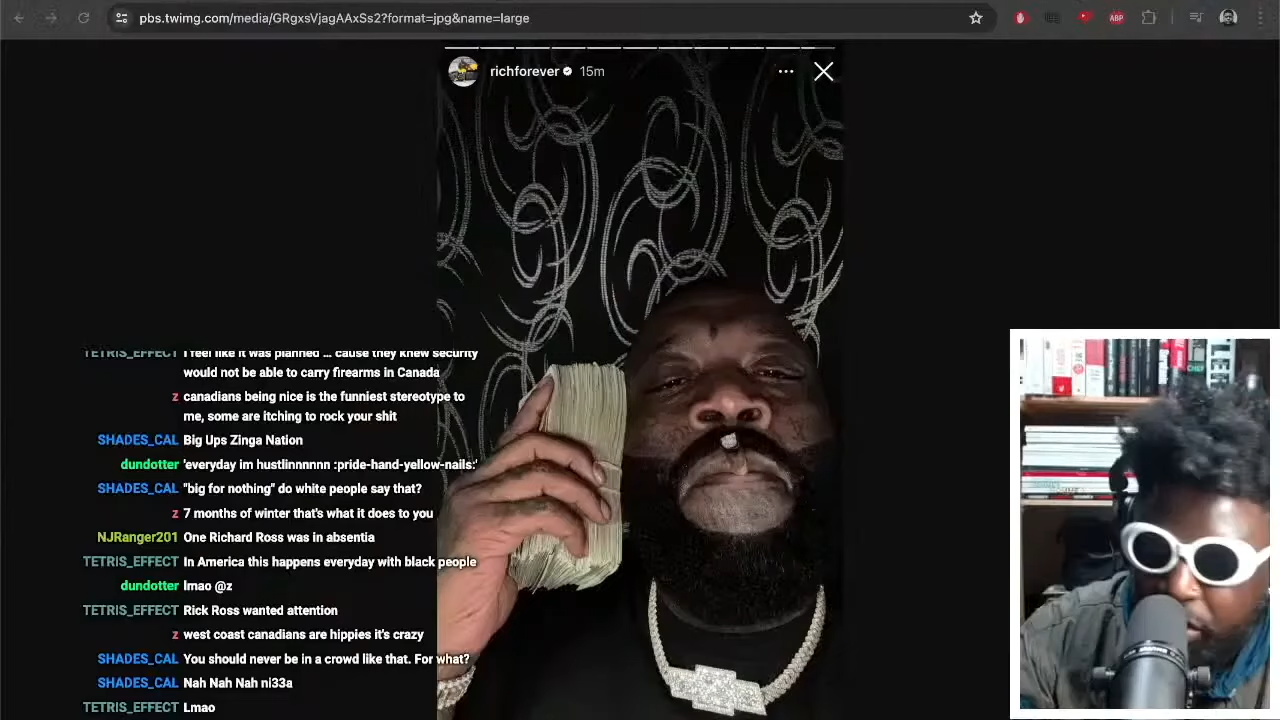 pbs.twimg.com/media/GRgxsVjagAAxSs2?format=jpg&name=large
ABP
richforever 15m
TETRIS_EFFECT I feel like it was planned ... cause they knew security
would not be able to carry firearms in Canada
z canadians being nice is the funniest stereotype to
me, some are itching to rock your shit
SHADES_CAL Big Ups Zinga Nation
dundotter 'everyday im hustlinnnnnn :pride-hand-yellow-nails:'
SHADES_CAL "big for nothing" do white people say that?
z 7 months of winter that's what it does to you
NJRanger201 One Richard Ross was in absentia
TETRIS_EFFECT In America this happens everyday with black people
dundotter lmao @z
TETRIS_EFFECT Rick Ross wanted attention
z west coast canadians are hippies it's crazy
SHADES_CAL You should never be in a crowd like that. For what?
SHADES_CAL Nah Nah Nah ni33a
TETRIS_EFFECT Lmao